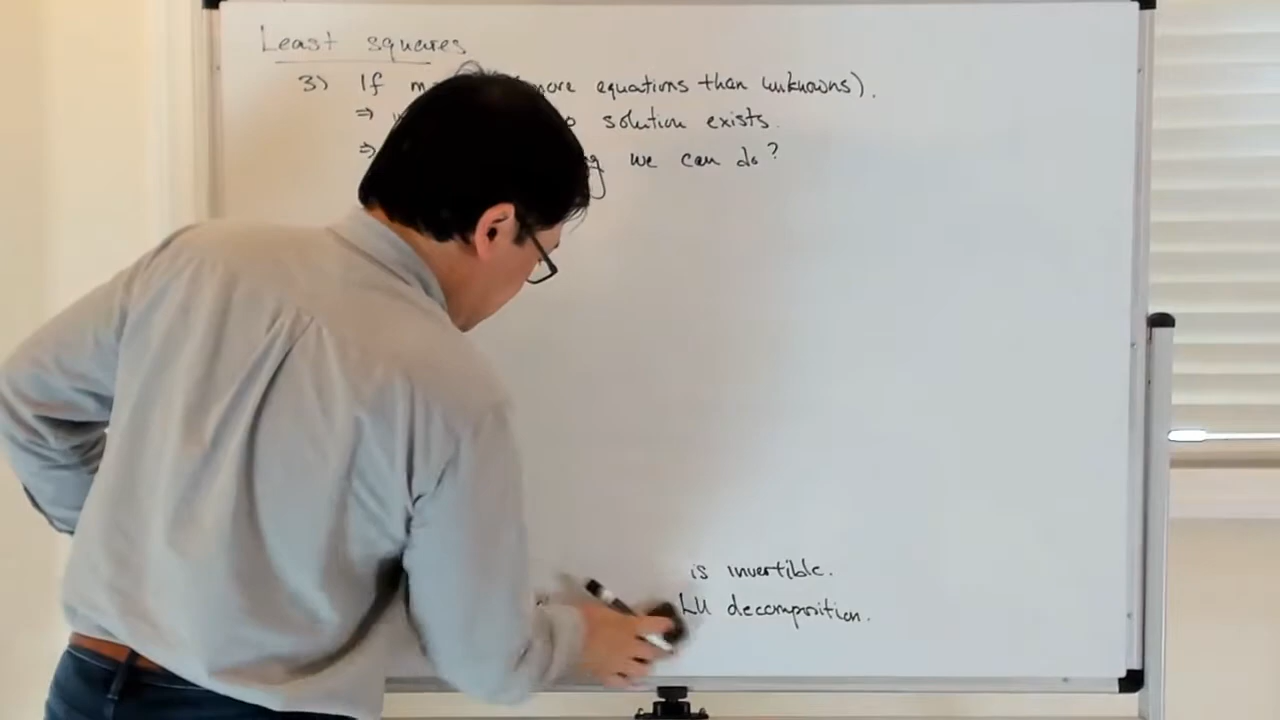 Least squares
3) If m more equations than unknowns).
⇒ solution exists.
⇒ we can do?
is invertible.
LU decomposition.